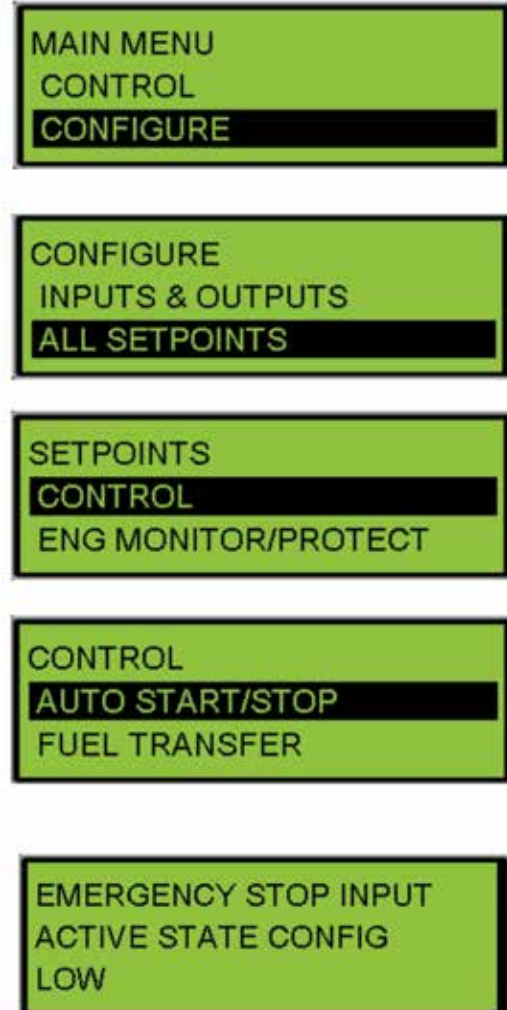 MAIN MENU
CONTROL
CONFIGURE
CONFIGURE
INPUTS & OUTPUTS
ALL SETPOINTS
SETPOINTS
CONTROL
ENG MONITOR/PROTECT
CONTROL
AUTO START/STOP
FUEL TRANSFER
EMERGENCY STOP INPUT
ACTIVE STATE CONFIG
LOW